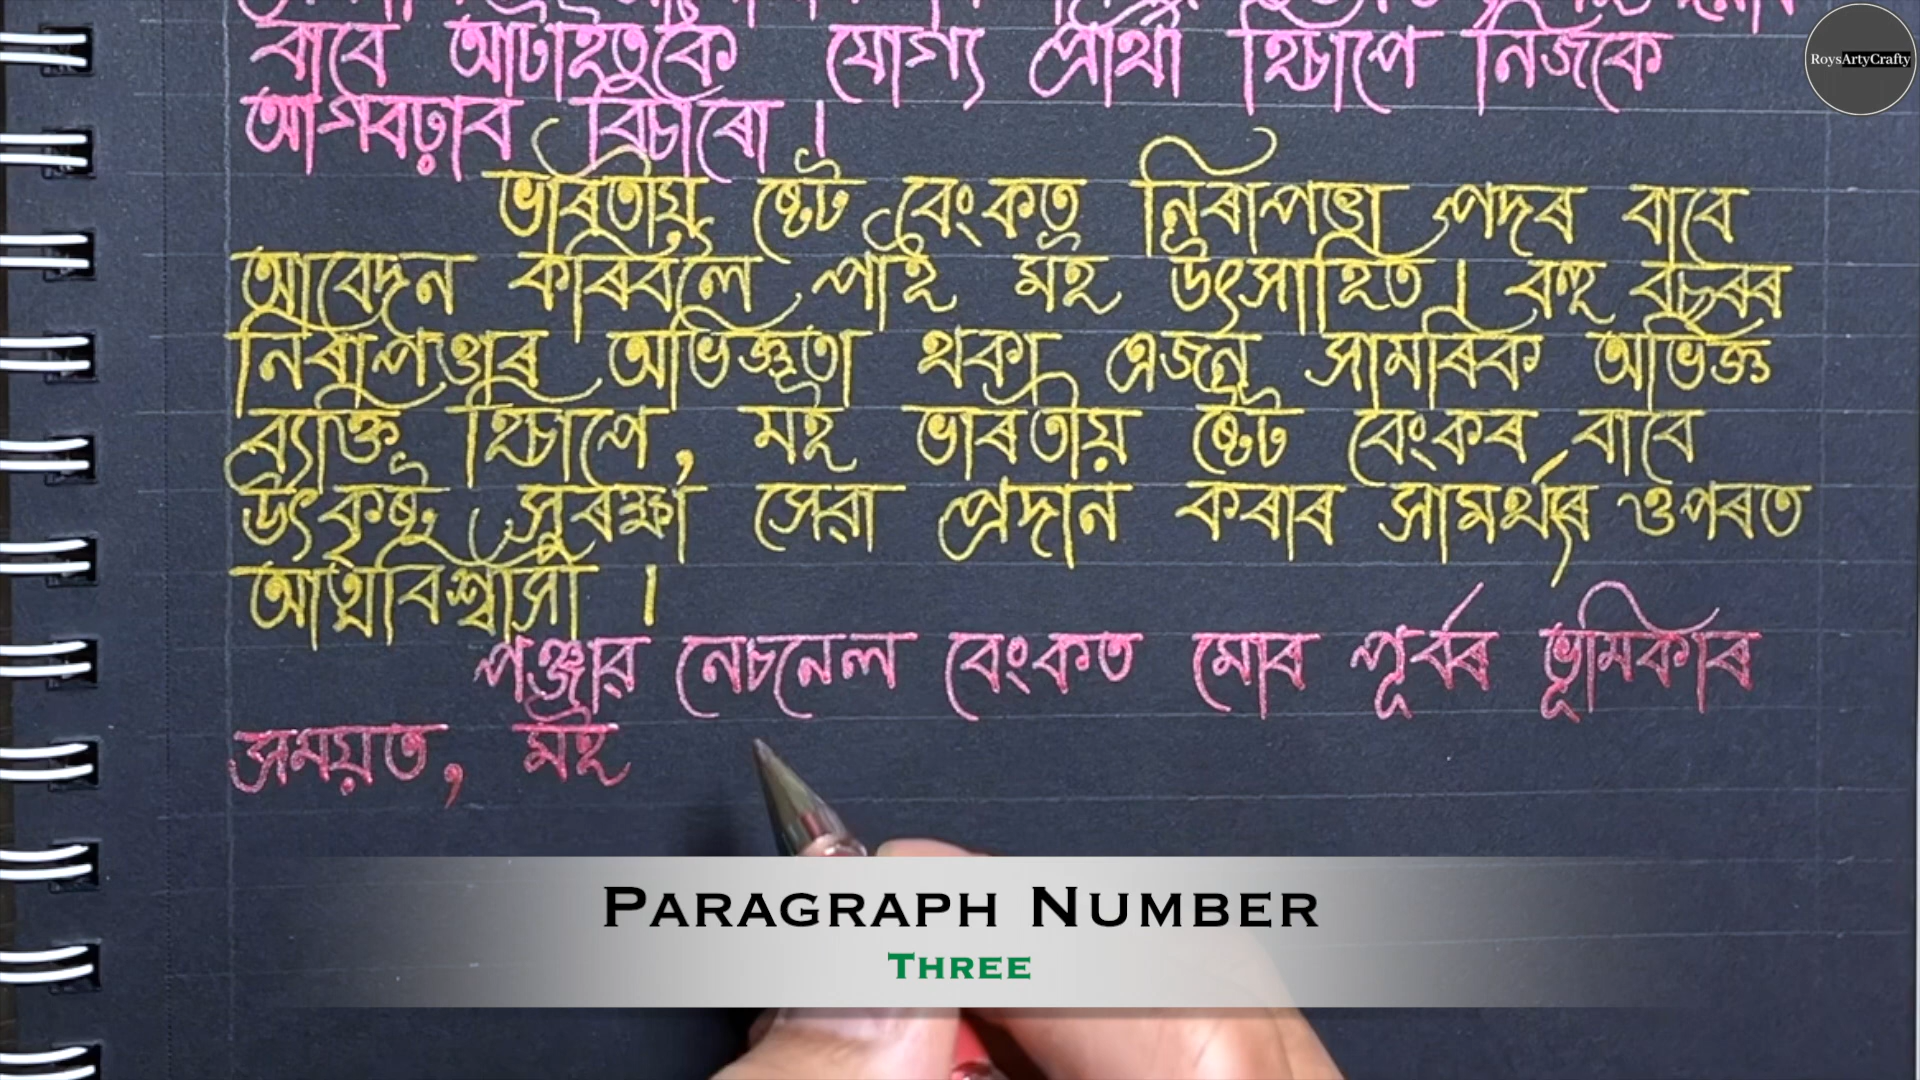 বাবে আটাইতকৈ যোগ্য প্ৰার্থী হিচাপে নিজকে
আগবঢ়াব বিচাৰো ।
ভাৰতীয় ষ্টেট বেংকত নিৰাপত্তা পদৰ বাবে
আবেদন কৰিবলৈ পাই মই উৎসাহিত । বহু বচৰৰ
নিৰাপত্তাৰ অভিজ্ঞতা থকা এজন সামৰিক অভিজ্ঞ
ব্যক্তি হিচাপে, মই ভাৰতীয় ষ্টেট বেংকৰ বাবে
উৎকৃষ্ট সুৰক্ষা সেৱা প্ৰদান কৰাৰ সামৰ্থৰ ওপৰত
আত্মবিশ্বাসী ।
পঞ্জাৱ নেচনেল বেংকত মোৰ পূৰ্বৰ ভূমিকাৰ
সময়ত, মই
RoysArtyCrafty
Paragraph Number
Three